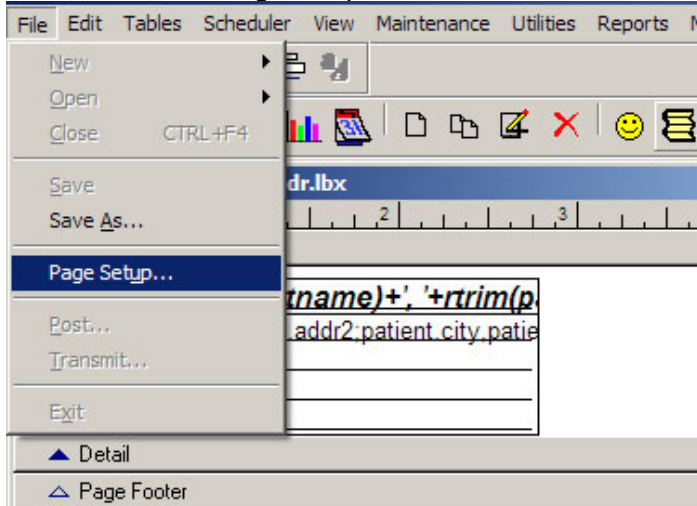 File Edit Tables Scheduler View Maintenance Utilities Reports
New
Open
Close CTRL+F4
Save
dr.lbx
Save As...
2 3
Page Setup...
tname)+', '+rtrim(p
Post...
addr2;patient.city,patie
Transmit...
Exit
Detail
Page Footer